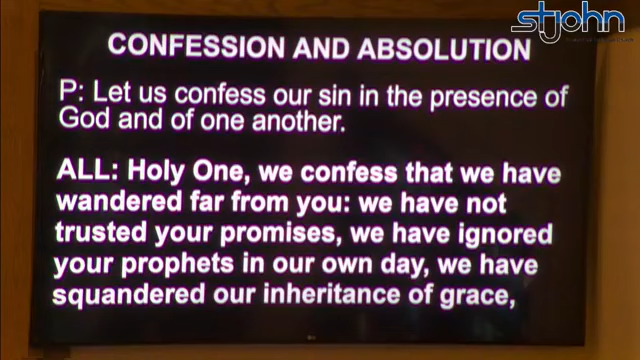 stjohn
CONFESSION AND ABSOLUTION
P: Let us confess our sin in the presence of
God and of one another.
ALL: Holy One, we confess that we have
wandered far from you: we have not
trusted your promises, we have ignored
your prophets in our own day, we have
squandered our inheritance of grace,
LG